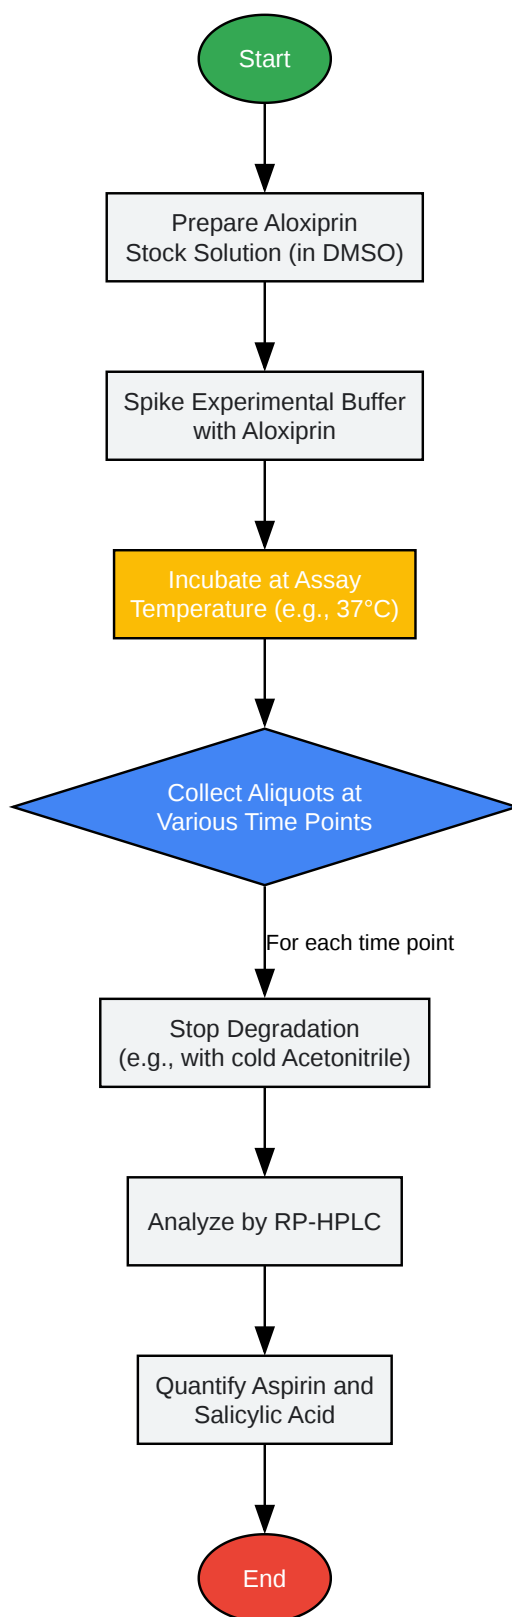 Start
Prepare Aloxiprin
Stock Solution (in DMSO)
Spike Experimental Buffer
with Aloxiprin
Incubate at Assay
Temperature (e.g., 37°C)
Collect Aliquots at
Various Time Points
For each time point
Stop Degradation
(e.g., with cold Acetonitrile)
Analyze by RP-HPLC
Quantify Aspirin and
Salicylic Acid
End